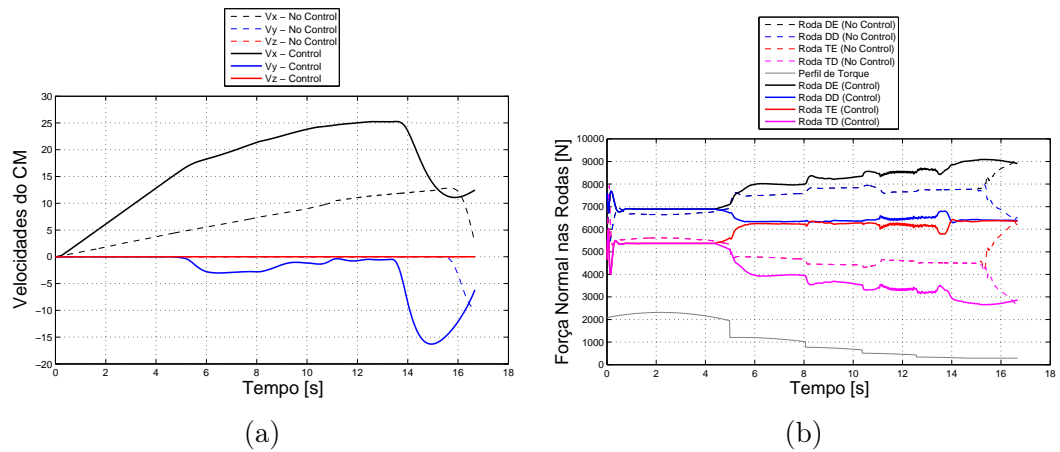 Vx − No Control
Vy − No Control
Vz − No Control
Vx − Control
Vy − Control
Vz − Control
30
25
20
15
10
5
0
−5
−10
−15
−20
0 2 4 6 8 10 12 14 16 18
Velocidades do CM
Tempo [s]
(a)
Roda DE (No Control)
Roda DD (No Control)
Roda TE (No Control)
Roda TD (No Control)
Perfil de Torque
Roda DE (Control)
Roda DD (Control)
Roda TE (Control)
Roda TD (Control)
10000
9000
8000
7000
6000
5000
4000
3000
2000
1000
0
0 2 4 6 8 10 12 14 16 18
Força Normal nas Rodas [N]
Tempo [s]
(b)